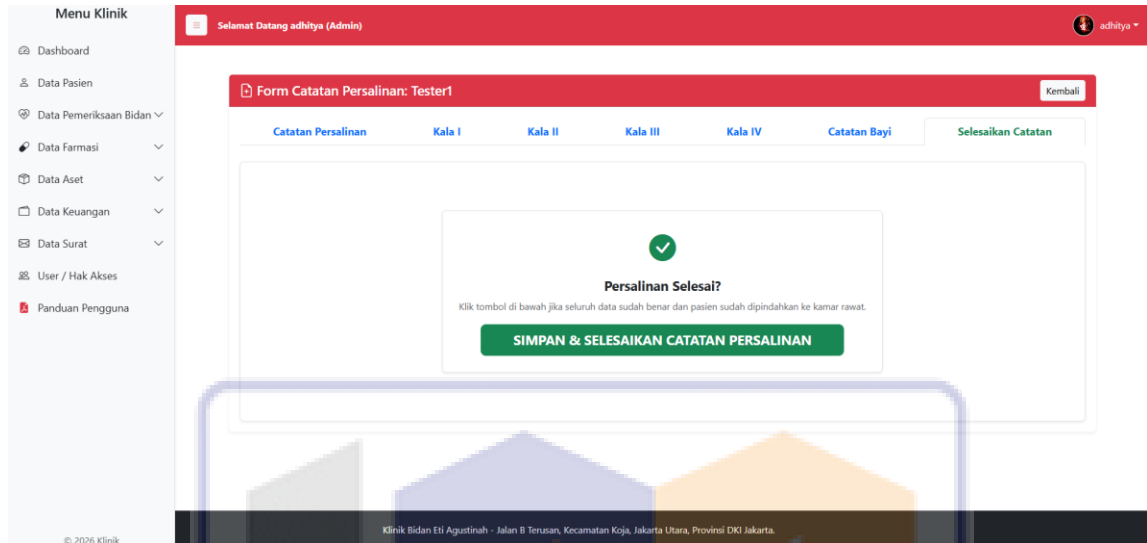 Menu Klinik
Dashboard
Data Pasien
Data Pemeriksaan Bidan
Data Farmasi
Data Aset
Data Keuangan
Data Surat
User / Hak Akses
Panduan Pengguna
© 2026 Klinik
Selamat Datang adhitya (Admin)
adhitya
Form Catatan Persalinan: Tester1
Kembali
Catatan Persalinan Kala I Kala II Kala III Kala IV Catatan Bayi Selesaikan Catatan
Persalinan Selesai?
Klik tombol di bawah jika seluruh data sudah benar dan pasien sudah dipindahkan ke kamar rawat.
SIMPAN & SELESAIKAN CATATAN PERSALINAN
Klinik Bidan Eti Agustinah - Jalan B Terusan, Kecamatan Koja, Jakarta Utara, Provinsi DKI Jakarta.